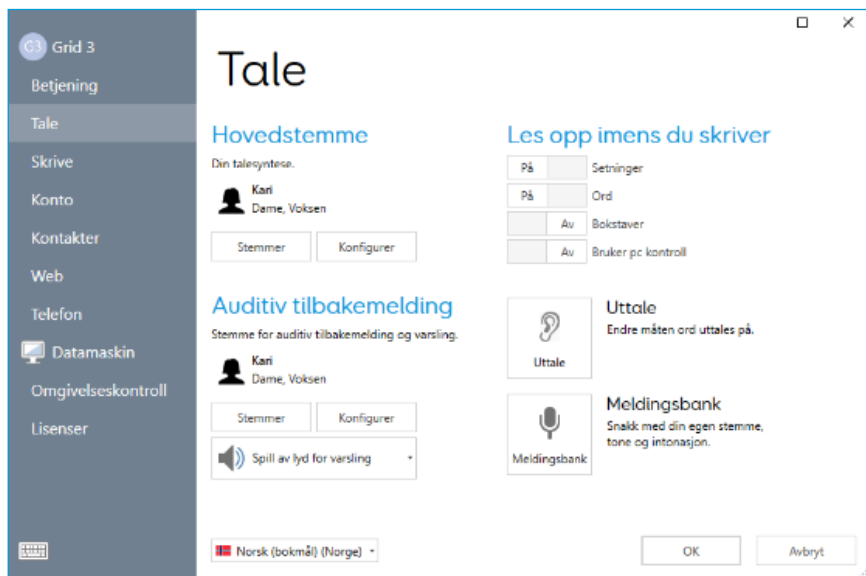 G3 Grid 3
Betjening
Tale
Skrive
Konto
Kontakter
Web
Telefon
Datamaskin
Omgivelseskontroll
Lisenser
Tale
Hovedstemme
Din talesyntese.
Kari
Dame, Voksen
Stemmer Konfigurer
Auditiv tilbakemelding
Stemme for auditiv tilbakemelding og varsling.
Kari
Dame, Voksen
Stemmer Konfigurer
Spill av lyd for varsling
Les opp imens du skriver
På Setninger
På Ord
Av Bokstaver
Av Bruker pc kontroll
Uttale
Uttale
Endre måten ord uttales på.
Meldingsbank
Meldingsbank
Snakk med din egen stemme,
tone og intonasjon.
Norsk (bokmål) (Norge)
OK Avbryt